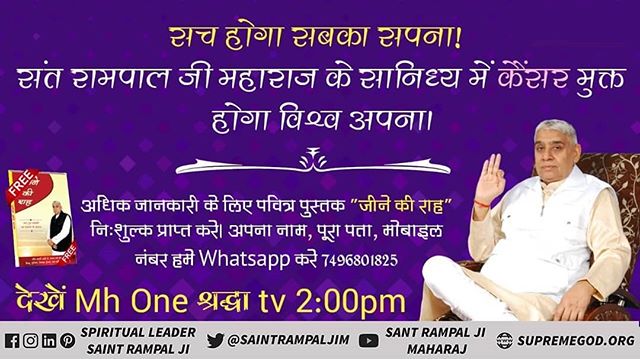 सच होगा सबका सपना!
संत रामपाल जी महाराज के सानिध्य में कैंसर मुक्त
होगा विश्व अपना।
FREE
जीने की राह
FREE
अधिक जानकारी के लिए पवित्र पुस्तक "जीने की राह"
निःशुल्क प्राप्त करें। अपना नाम, पूरा पता, मोबाइल
नंबर हमें Whatsapp करें 7496801825
देखें Mh One श्रद्धा tv 2:00pm
SPIRITUAL LEADER
SAINT RAMPAL JI
@SAINTRAMPALJIM
SANT RAMPAL JI
MAHARAJ
SUPREMEGOD.ORG